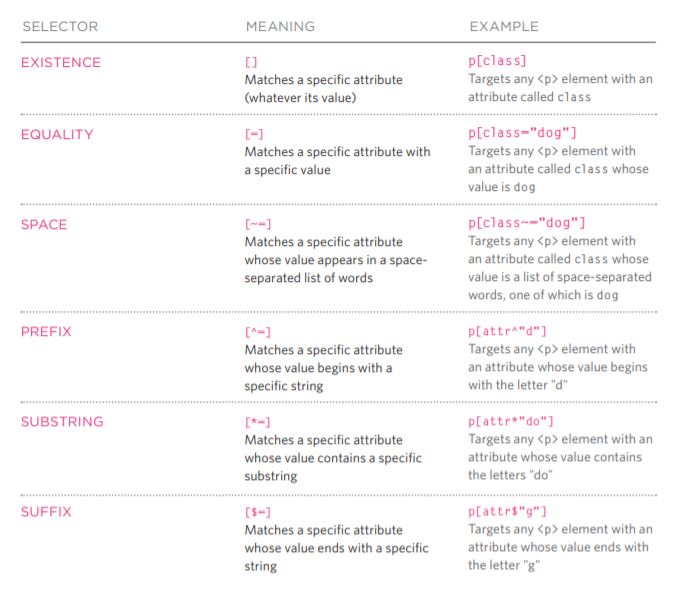 SELECTOR MEANING EXAMPLE
EXISTENCE [] p[class]
Matches a specific attribute Targets any <p> element with an
(whatever its value) attribute called class
EQUALITY [=] p[class="dog"]
Matches a specific attribute with Targets any <p> element with
a specific value an attribute called class whose
value is dog
SPACE [~=] p[class~="dog"]
Matches a specific attribute Targets any <p> element with
whose value appears in a space- an attribute called class whose
separated list of words value is a list of space-separated
words, one of which is dog
PREFIX [^=] p[attr^"d"]
Matches a specific attribute Targets any <p> element with
whose value begins with a an attribute whose value begins
specific string with the letter "d"
SUBSTRING [*=] p[attr*"do"]
Matches a specific attribute Targets any <p> element with an
whose value contains a specific attribute whose value contains
substring the letters "do"
SUFFIX [$=] p[attr$"g"]
Matches a specific attribute Targets any <p> element with an
whose value ends with a specific attribute whose value ends with
string the letter "g"